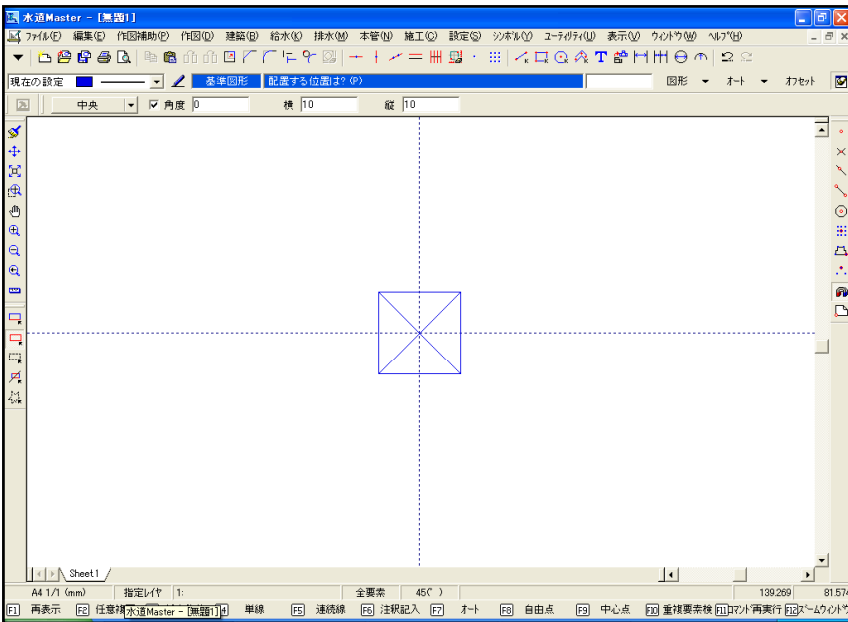 水道Master - [無題1]
ファイル(F) 編集(E) 作図補助(P) 作図(D) 建築(B) 給水(K) 排水(M) 本管(N) 施工(C) 設定(S) シンボル(Y) ユーティリティ(U) 表示(V) ウィンドウ(W) ヘルプ(H)
現在の設定 基準図形 配置する位置は?(P) 図形 オート オフセット
中央 角度 0 横 10 縦 10
Sheet1
A4 1/1 (mm) 指定レイヤ 1: 全要素 45( ) 139.269 81.574
F1 再表示 F2 任意 水道Master - [無題1] 単線 F5 連続線 F6 注釈記入 F7 オート F8 自由点 F9 中心点 F10 重複要素検 F11 コマンド再実行 F12 ズームウィンドウ